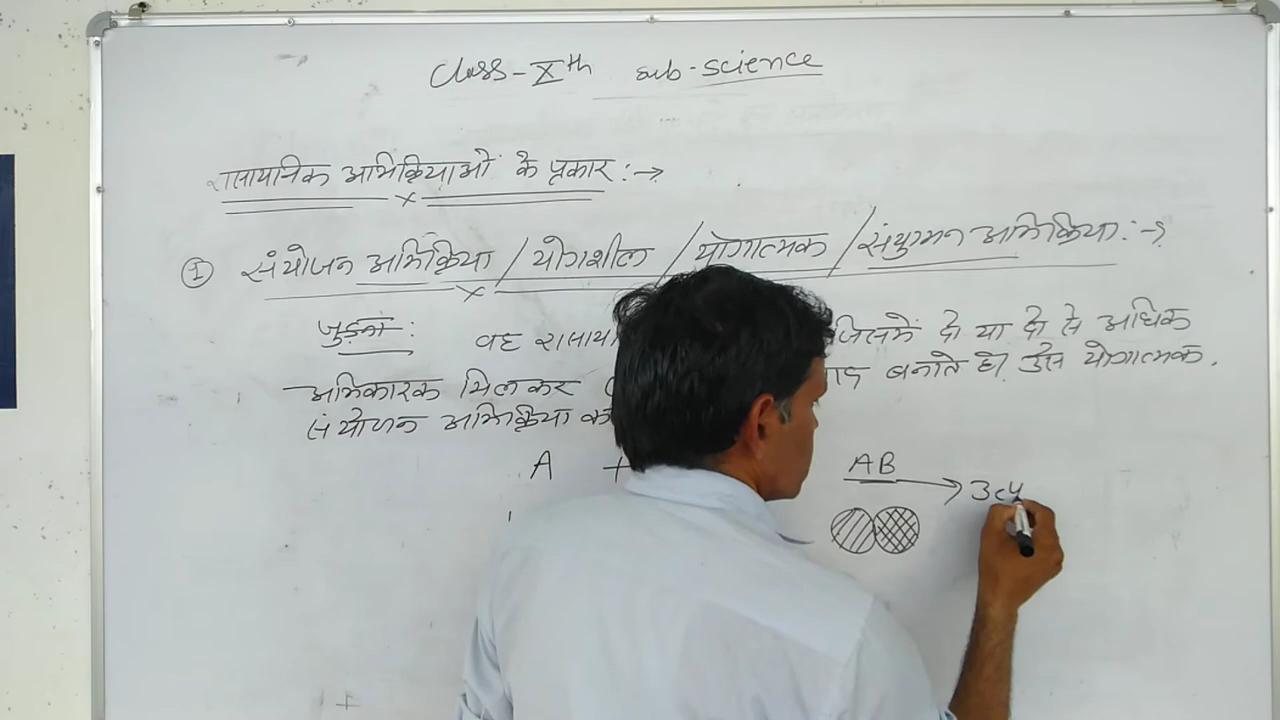 Class-Xth sub-science
रासायनिक अभिक्रियाओं के प्रकार :→
① संयोजन अभिक्रिया / योगशील / योगात्मक / संयुग्मन अभिक्रिया :→
जुड़ना : वह रासाय जिसमें दो या दो से अधिक
अभिकारक मिलकर बनाते हो उसे योगात्मक.
संयोजन अभिक्रिया
A + AB →